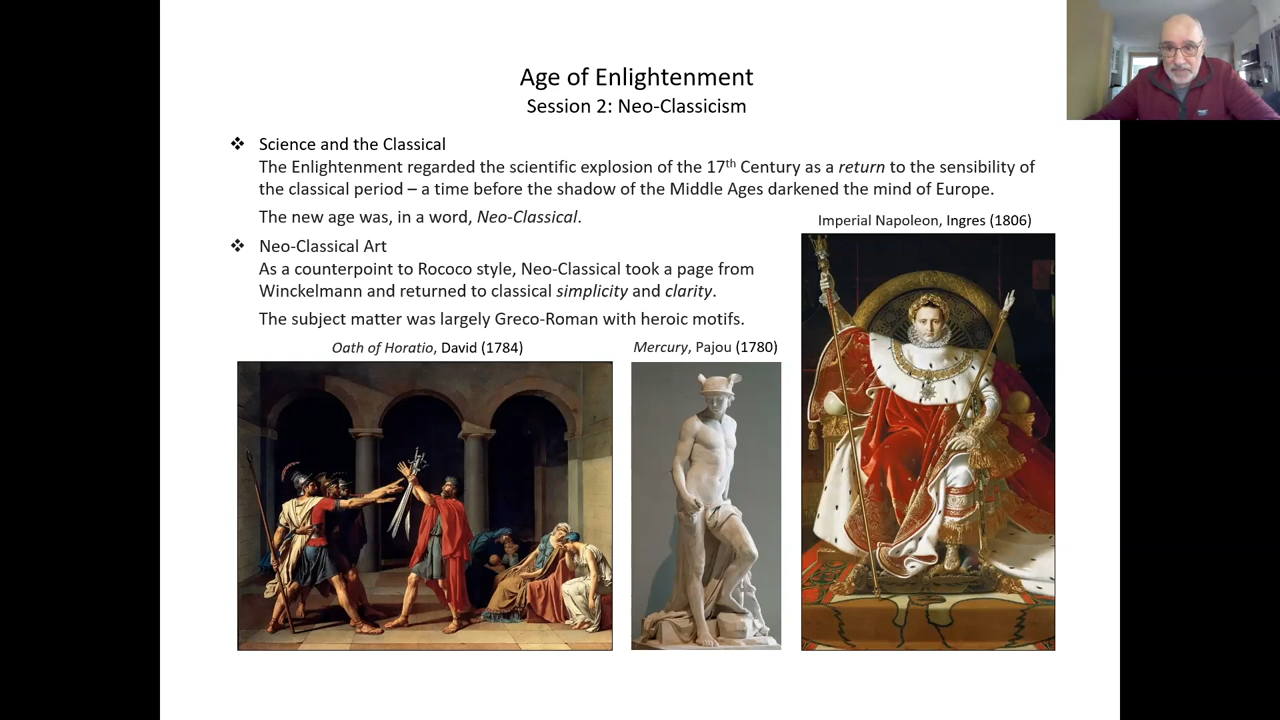 Age of Enlightenment
Session 2: Neo-Classicism
❖ Science and the Classical
The Enlightenment regarded the scientific explosion of the 17th Century as a return to the sensibility of
the classical period – a time before the shadow of the Middle Ages darkened the mind of Europe.
The new age was, in a word, Neo-Classical.
Imperial Napoleon, Ingres (1806)
❖ Neo-Classical Art
As a counterpoint to Rococo style, Neo-Classical took a page from
Winckelmann and returned to classical simplicity and clarity.
The subject matter was largely Greco-Roman with heroic motifs.
Oath of Horatio, David (1784)
Mercury, Pajou (1780)